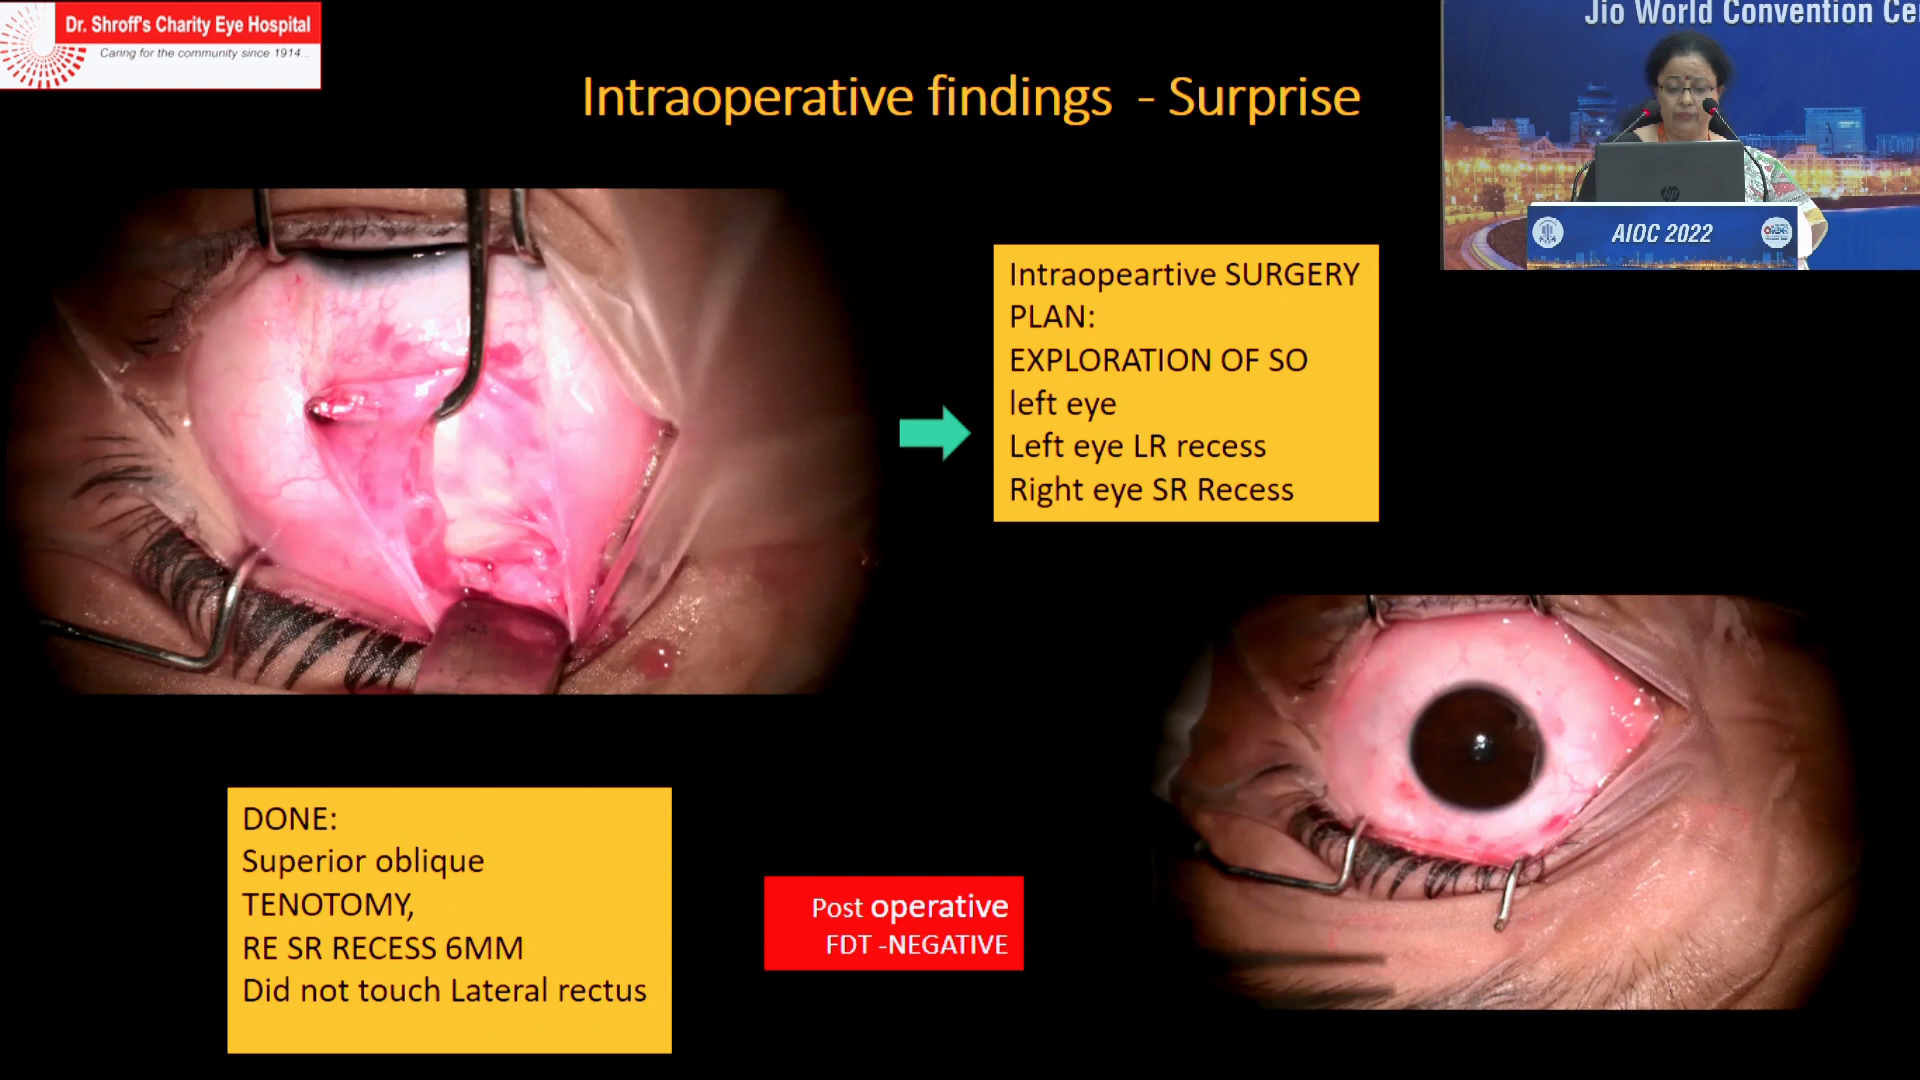 Dr. Shroff's Charity Eye Hospital
Caring for the community since 1914...
Jio World Convention Ce
Intraoperative findings - Surprise
AIOC 2022
Intraopeartive SURGERY
PLAN:
EXPLORATION OF SO
left eye
Left eye LR recess
Right eye SR Recess
DONE:
Superior oblique
TENOTOMY,
RE SR RECESS 6MM
Did not touch Lateral rectus
Post operative
FDT -NEGATIVE
hp